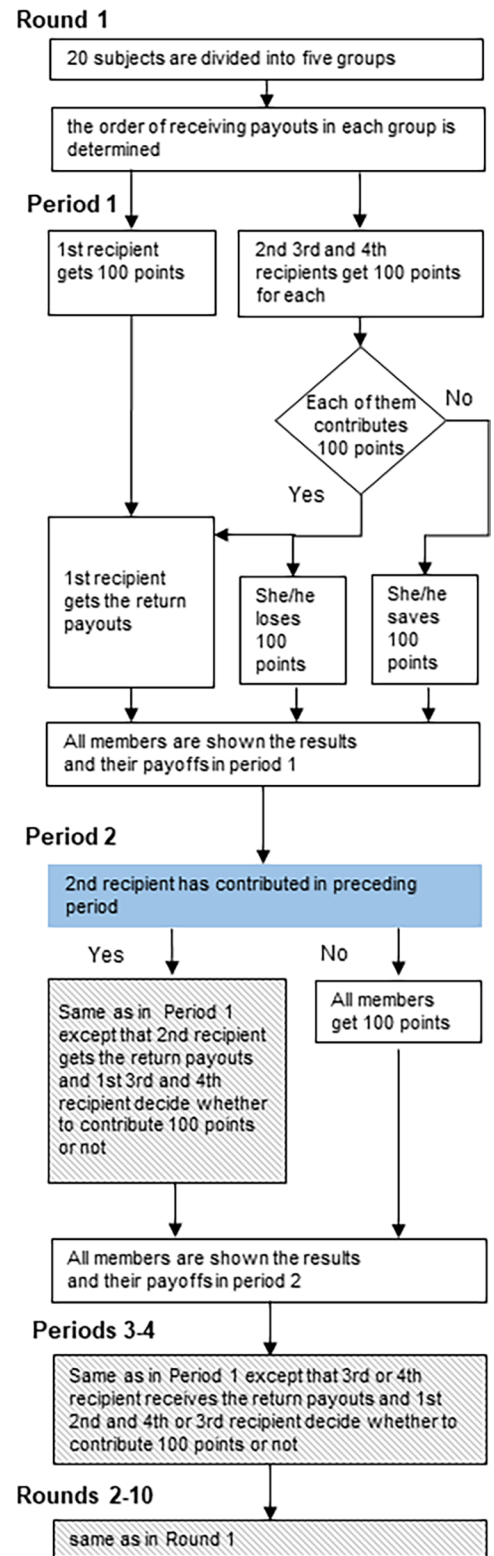 Round 1
20 subjects are divided into five groups
the order of receiving payouts in each group is
determined
Period 1
1st recipient
gets 100 points
2nd 3rd and 4th
recipients get 100 points
for each
Each of them
contributes
100 points
No
Yes
1st recipient
gets the return
payouts
She/he
loses
100
points
She/he
saves
100
points
All members are shown the results
and their payoffs in period 1
Period 2
2nd recipient has contributed in preceding
period
Yes
No
Same as in Period 1
except that 2nd recipient
gets the return payouts
and 1st 3rd and 4th
recipient decide whether
to contribute 100 points
or not
All members
get 100 points
All members are shown the results
and their payoff in period 2
Periods 3-4
Same as in Period 1 except that 3rd or 4th
recipient receives the return payouts and 1st
2nd and 4th or 3rd recipient decide whether to
contribute 100 points or not
Rounds 2-10
same as in Round 1